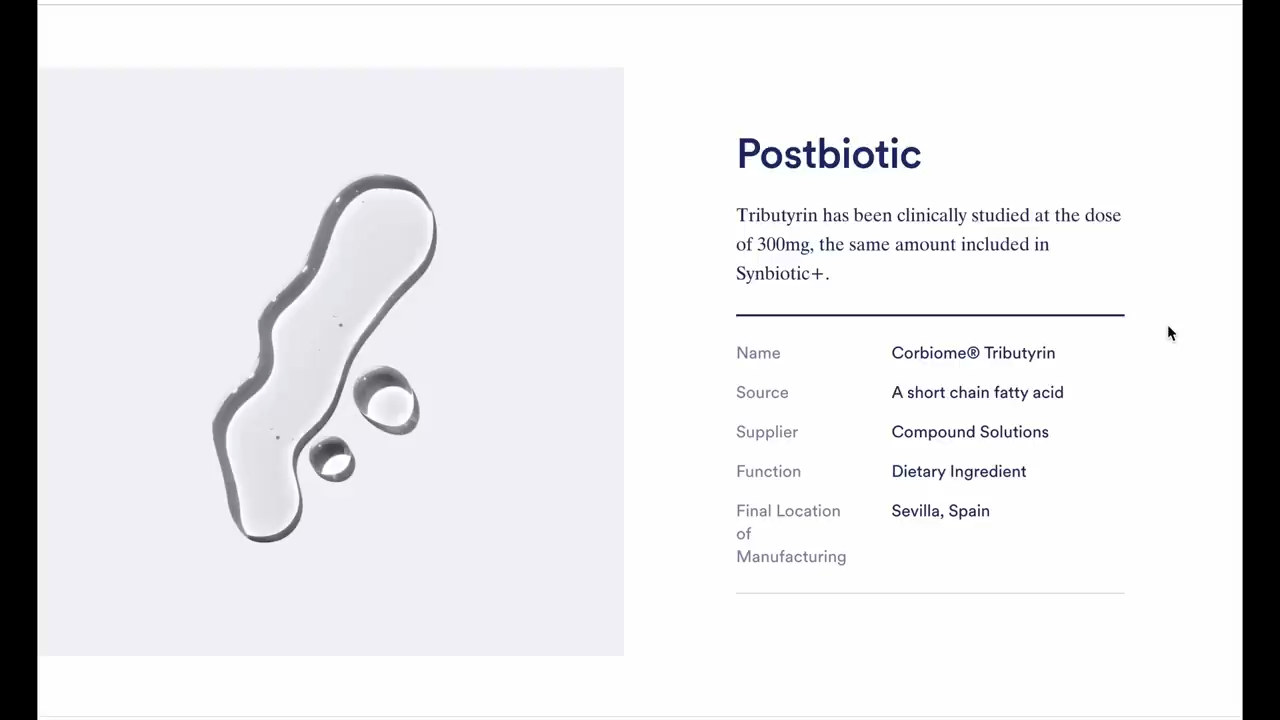 Postbiotic
Tributyrin has been clinically studied at the dose
of 300mg, the same amount included in
Synbiotic+.
Name Corbiome® Tributyrin
Source A short chain fatty acid
Supplier Compound Solutions
Function Dietary Ingredient
Final Location Sevilla, Spain
of
Manufacturing